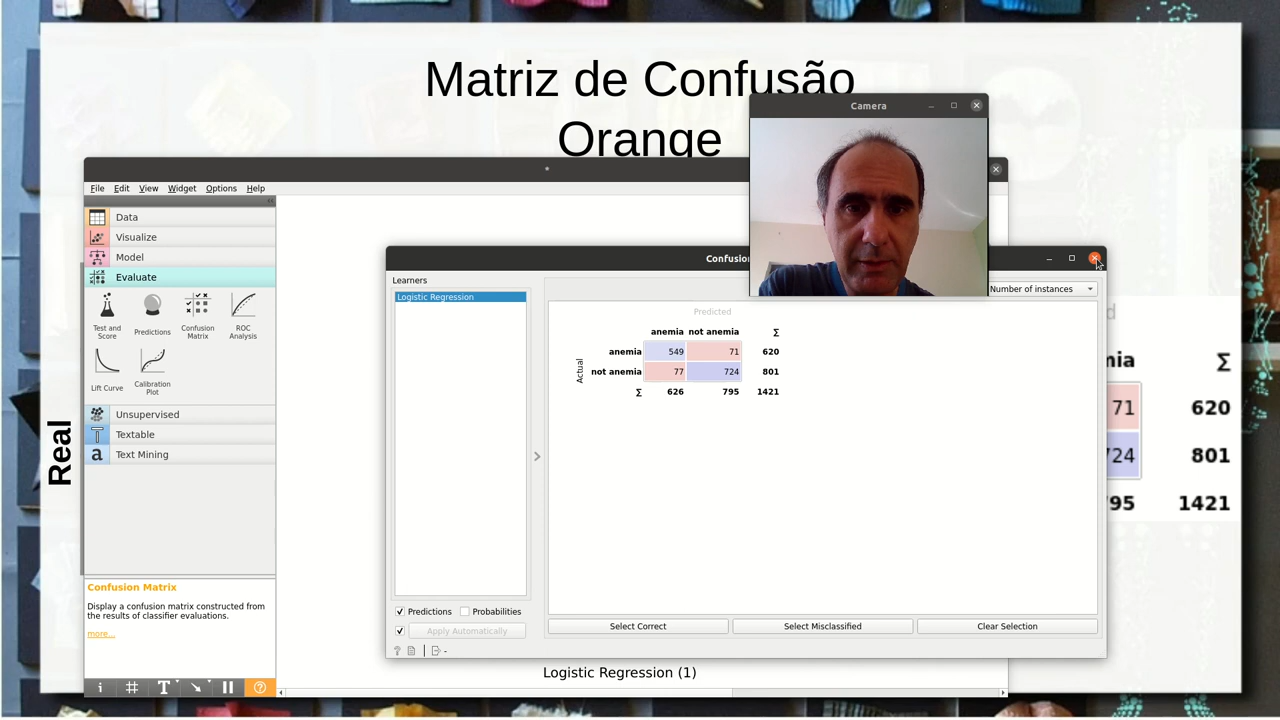 Matriz de Confusão
Orange
Camera
*
File Edit View Widget Options Help
Data
Visualize
Model
Evaluate
Test and Score
Predictions
Confusion Matrix
ROC Analysis
Lift Curve
Calibration Plot
Unsupervised
Textable
Text Mining
Confusion Matrix
Display a confusion matrix constructed from
the results of classifier evaluations.
more...
Real
Learners
Logistic Regression
Predictions
Probabilities
Apply Automatically
Number of instances
Predicted
anemia not anemia Σ
Actual
anemia 549 71 620
not anemia 77 724 801
Σ 626 795 1421
Select Correct
Select Misclassified
Clear Selection
Logistic Regression (1)
Σ
71 620
801
1421